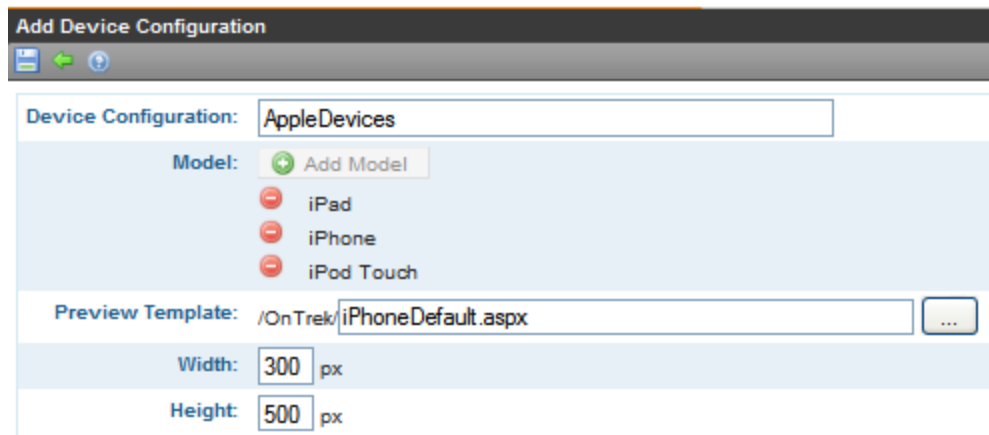 Add Device Configuration
Device Configuration: AppleDevices
Model: Add Model
iPad
iPhone
iPod Touch
Preview Template: /OnTrek/iPhoneDefault.aspx ...
Width: 300 px
Height: 500 px